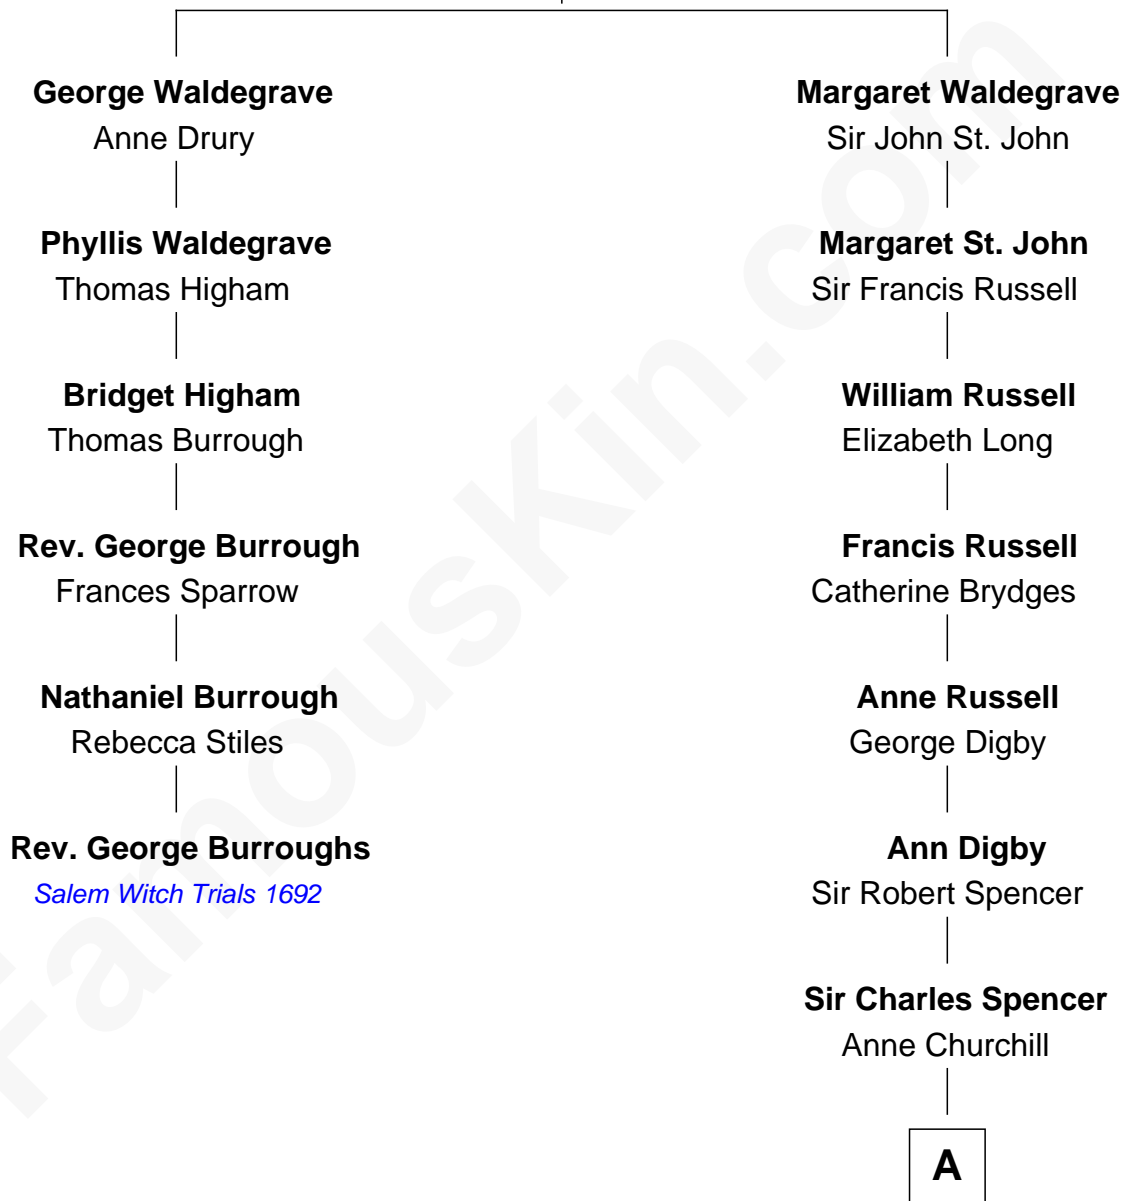 George Waldegrave
Anne Drury
Phyllis Waldegrave
Thomas Higham
Bridget Higham
Thomas Burrough
Rev. George Burrough
Frances Sparrow
Nathaniel Burrough
Rebecca Stiles
Rev. George Burroughs
Salem Witch Trials 1692
Margaret Waldegrave
Sir John St. John
Margaret St. John
Sir Francis Russell
William Russell
Elizabeth Long
Francis Russell
Catherine Brydges
Anne Russell
George Digby
Ann Digby
Sir Robert Spencer
Sir Charles Spencer
Anne Churchill
A
FamousKin.com